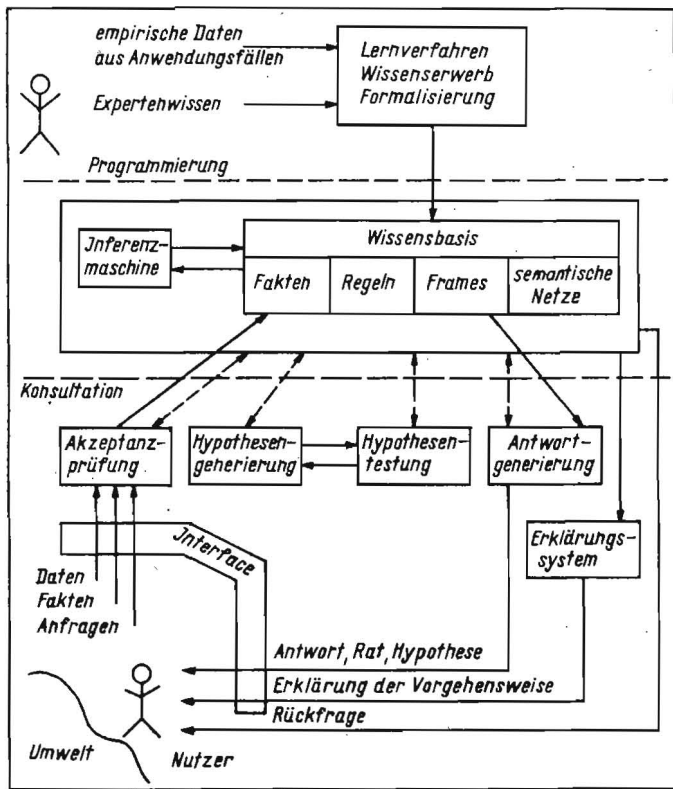 empirische Daten
aus Anwendungsfällen
Expertenwissen
Lernverfahren
Wissenserwerb
Formalisierung
Programmierung
Inferenz-
maschine
Wissensbasis
Fakten
Regeln
Frames
semantische
Netze
Konsultation
Akzeptanz-
prüfung
Hypothesen-
generierung
Hypothesen-
testung
Antwort-
generierung
Interface
Erklärungs-
system
Daten
Fakten
Anfragen
Antwort, Rat, Hypothese
Erklärung der Vorgehensweise
Rückfrage
Umwelt
Nutzer